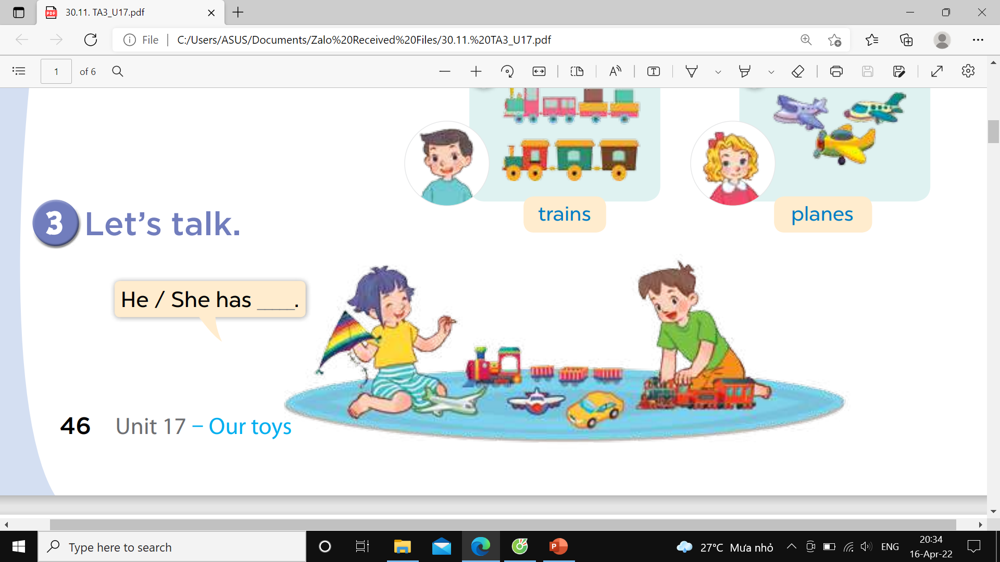 30.11. TA3_U17.pdf
File
C:/Users/ASUS/Documents/Zalo%20Received%20Files/30.11.%20TA3_U17.pdf
1 of 6
trains
planes
3 Let's talk.
He / She has ____.
46 Unit 17 – Our toys
Type here to search
27°C Mưa nhỏ
ENG
20:34
16-Apr-22